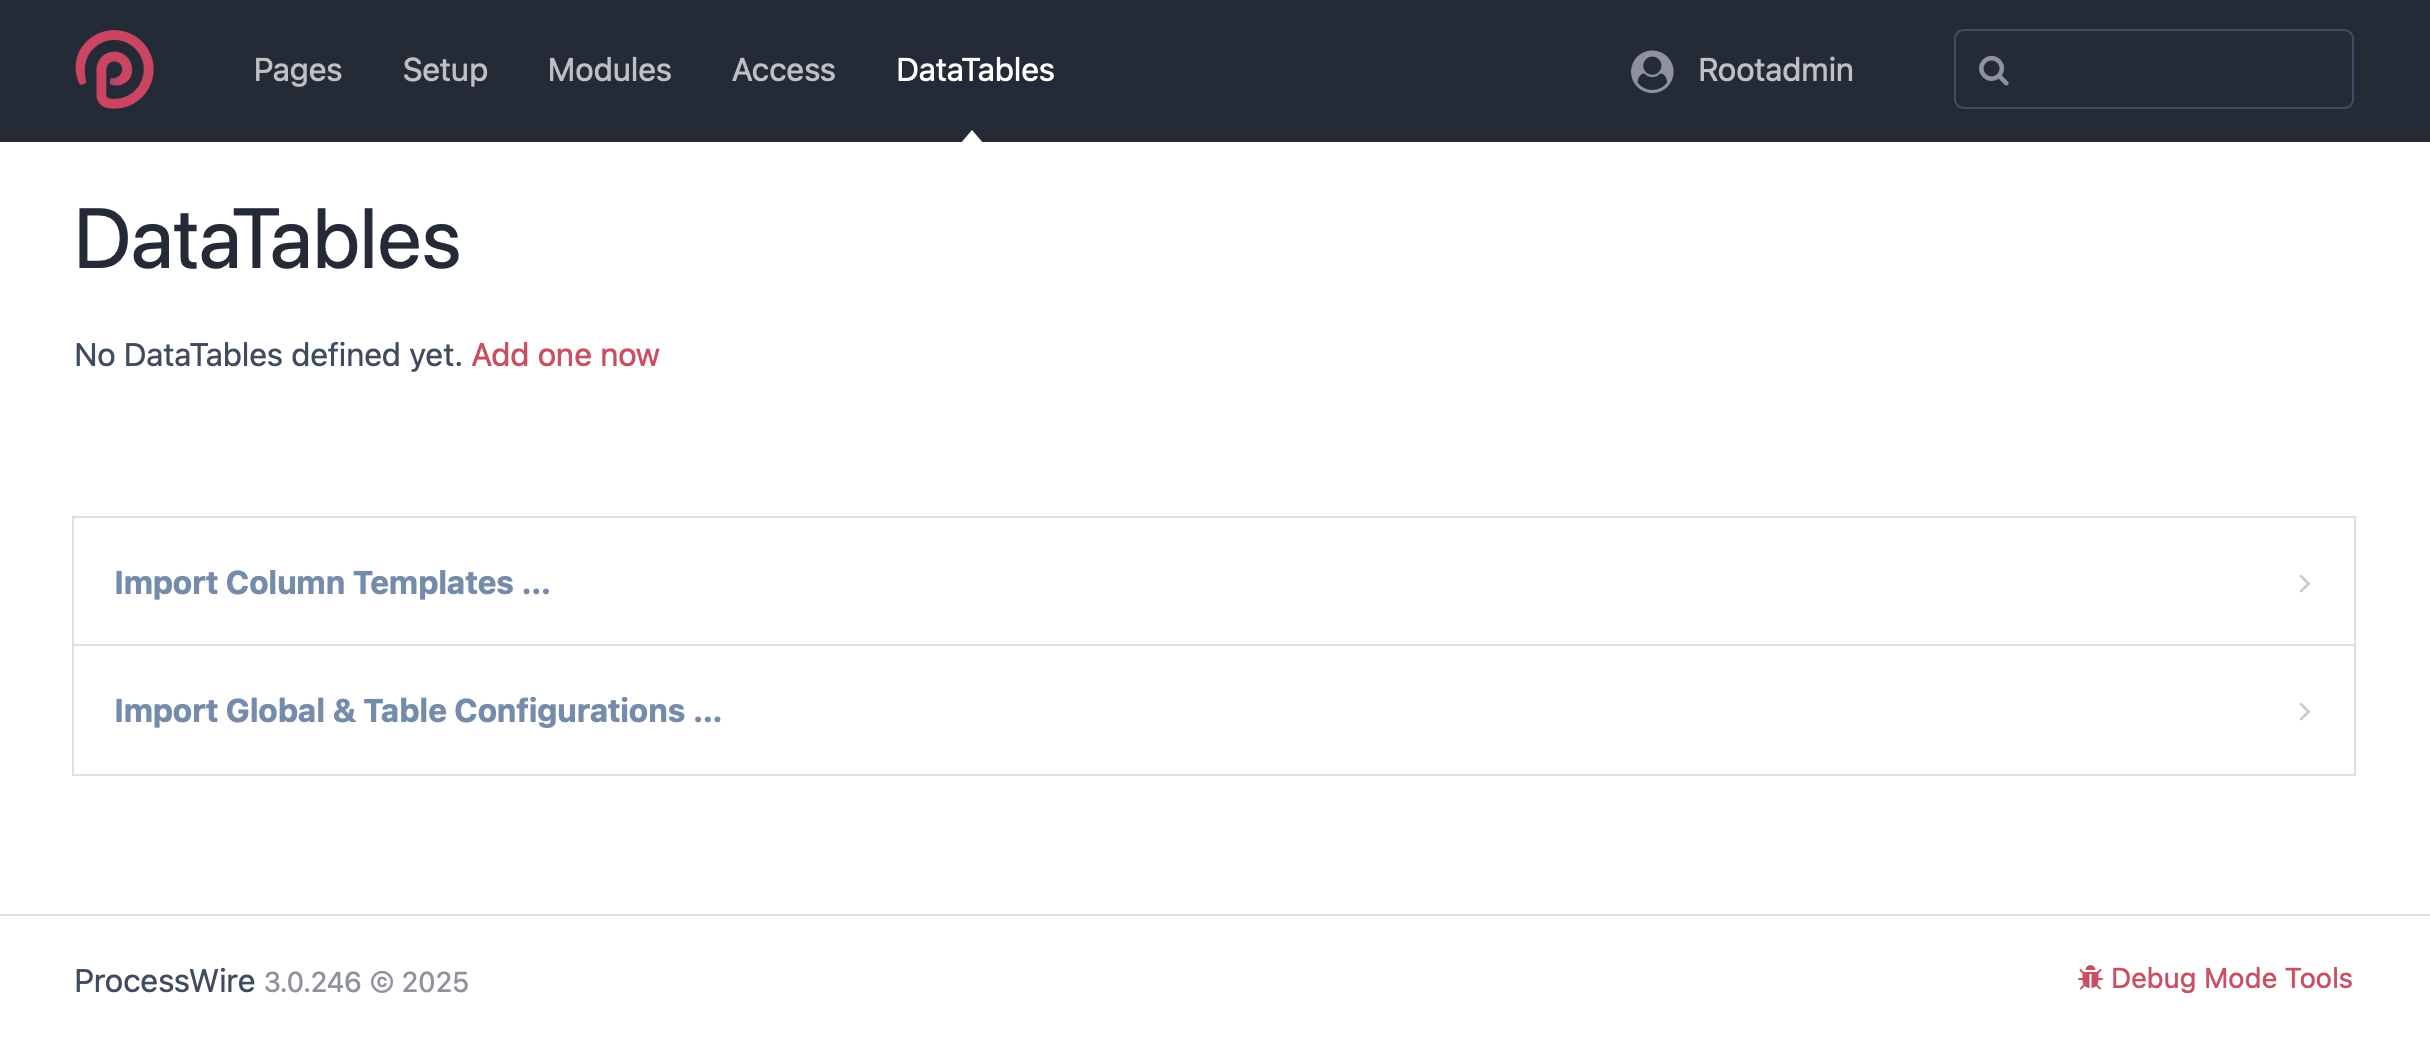 Pages Setup Modules Access DataTables Rootadmin
DataTables
No DataTables defined yet. Add one now
Import Column Templates ...
Import Global & Table Configurations ...
ProcessWire 3.0.246 © 2025 Debug Mode Tools